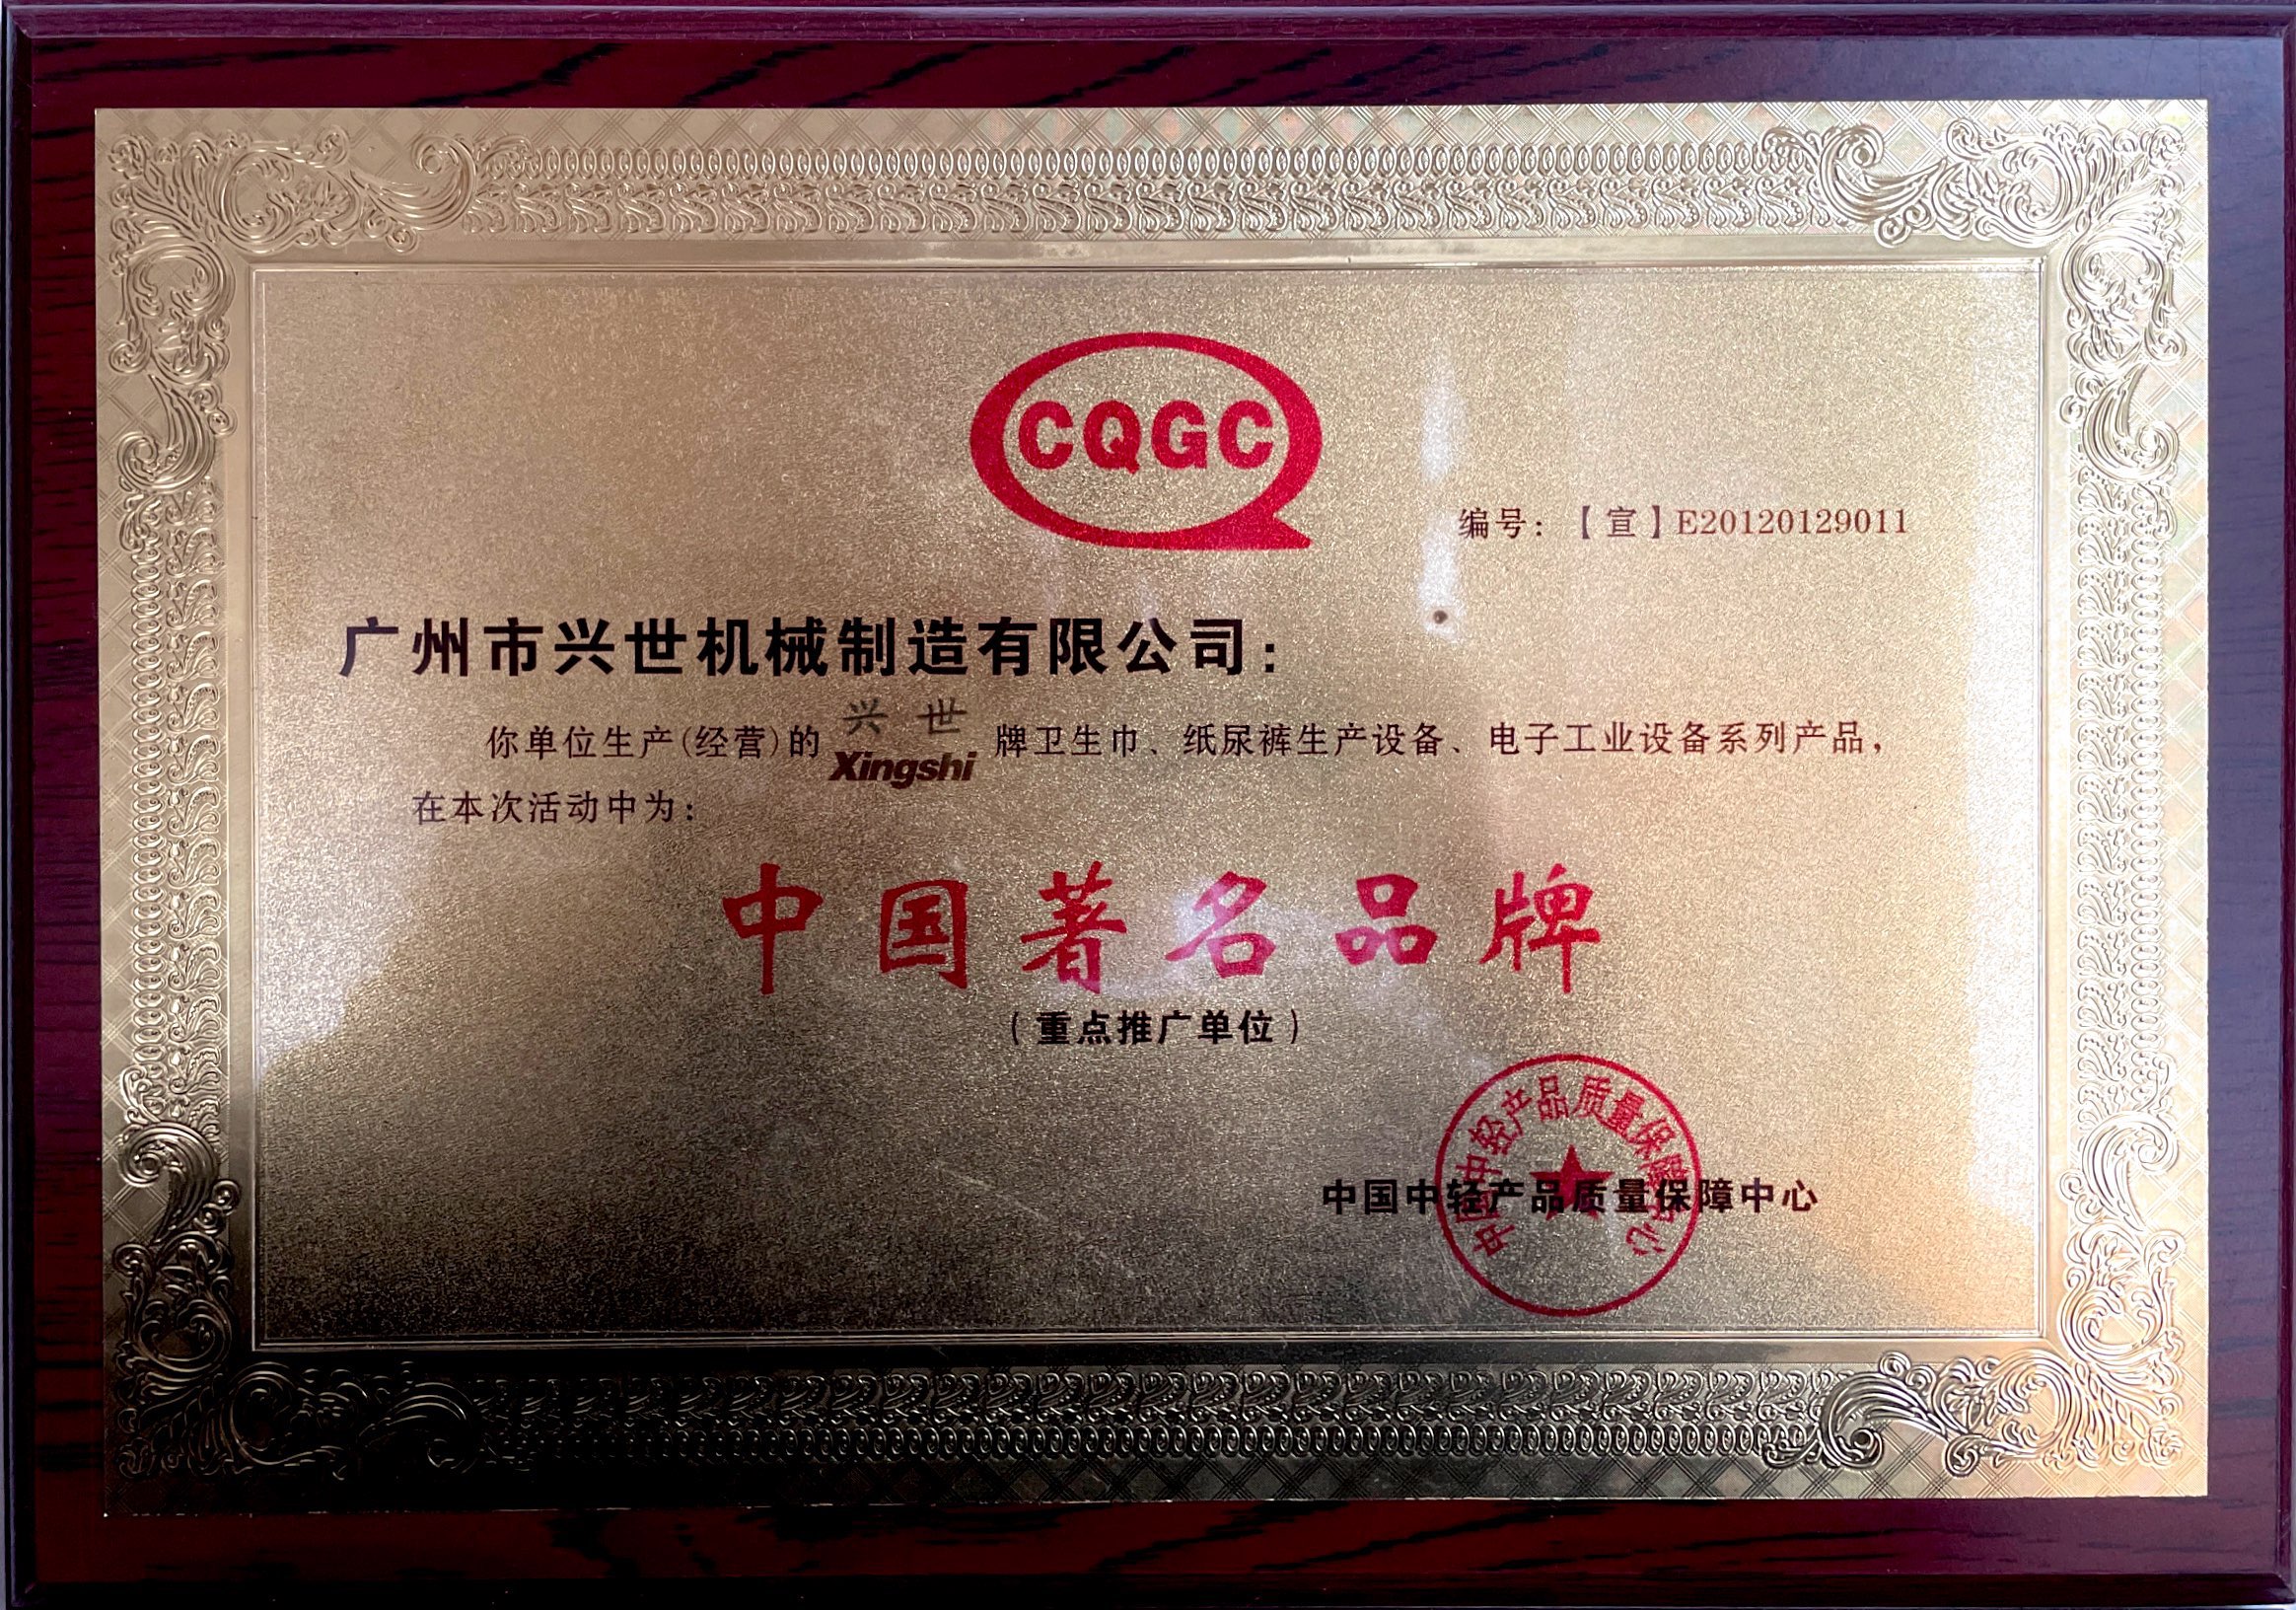 CQGC
编号：【宣】E20120129011
广州市兴世机械制造有限公司：
你单位生产(经营)的 兴世 Xingshi 牌卫生巾、纸尿裤生产设备、电子工业设备系列产品，
在本次活动中为：
中国著名品牌
（重点推广单位）
中国中轻产品质量保障中心
中国中轻产品质量保障中心